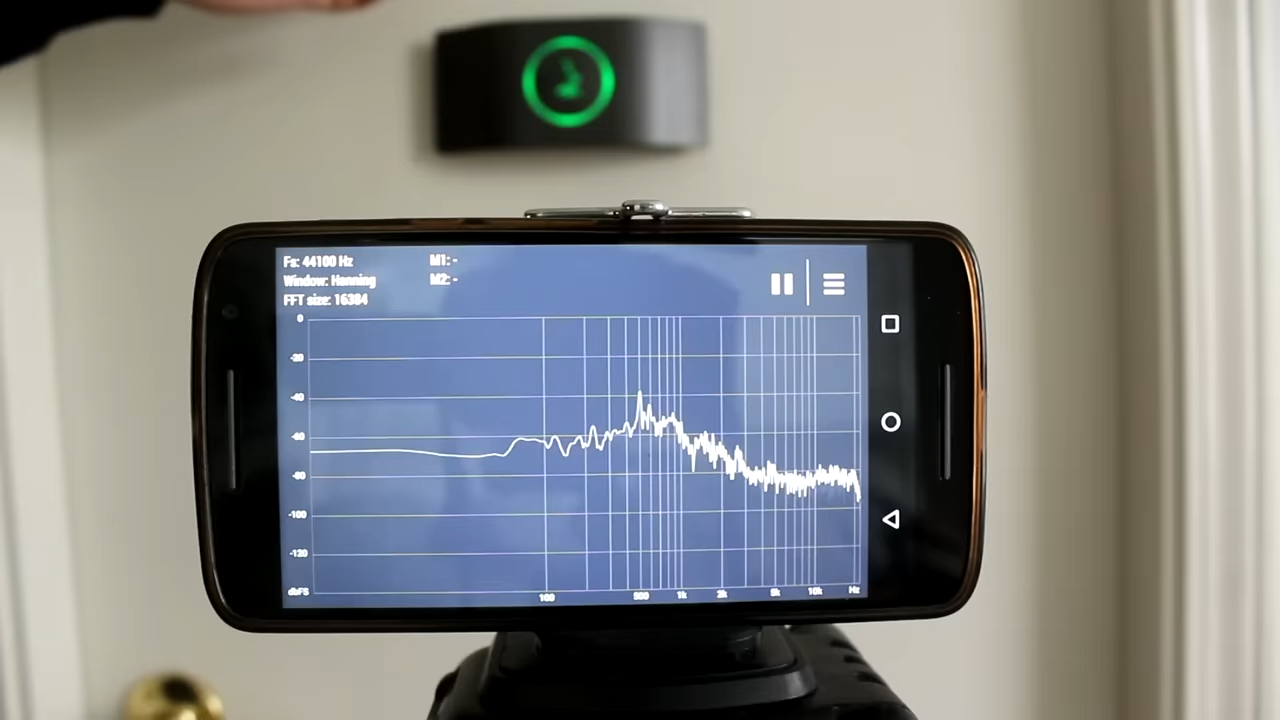 Fs: 44100 Hz
Window: Hanning
FFT size: 16384
M1: -
M2: -
0
-20
-40
-60
-80
-100
-120
dbFS
100 500 1k 2k 5k 10k Hz